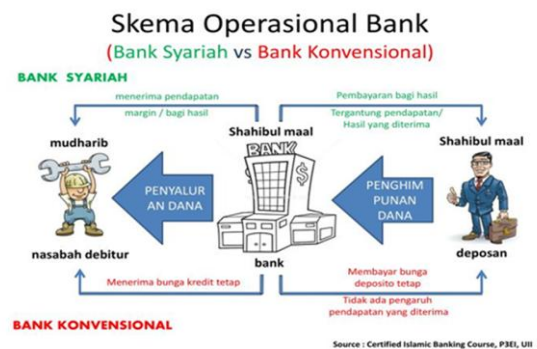 Skema Operasional Bank
(Bank Syariah vs Bank Konvensional)
BANK SYARIAH
menerima pendapatan
margin / bagi hasil
Pembayaran bagi hasil
Tergantung pendapatan/
Hasil yang diterima
mudharib
Shahibul maal
Shahibul maal
BANK
$
PENYALUR
AN DANA
PENGHIM
PUNAN
DANA
nasabah debitur
bank
deposan
Menerima bunga kredit tetap
Membayar bunga
deposito tetap
Tidak ada pengaruh
pendapatan yang diterima
BANK KONVENSIONAL
Source : Certified Islamic Banking Course, P3EI, UII